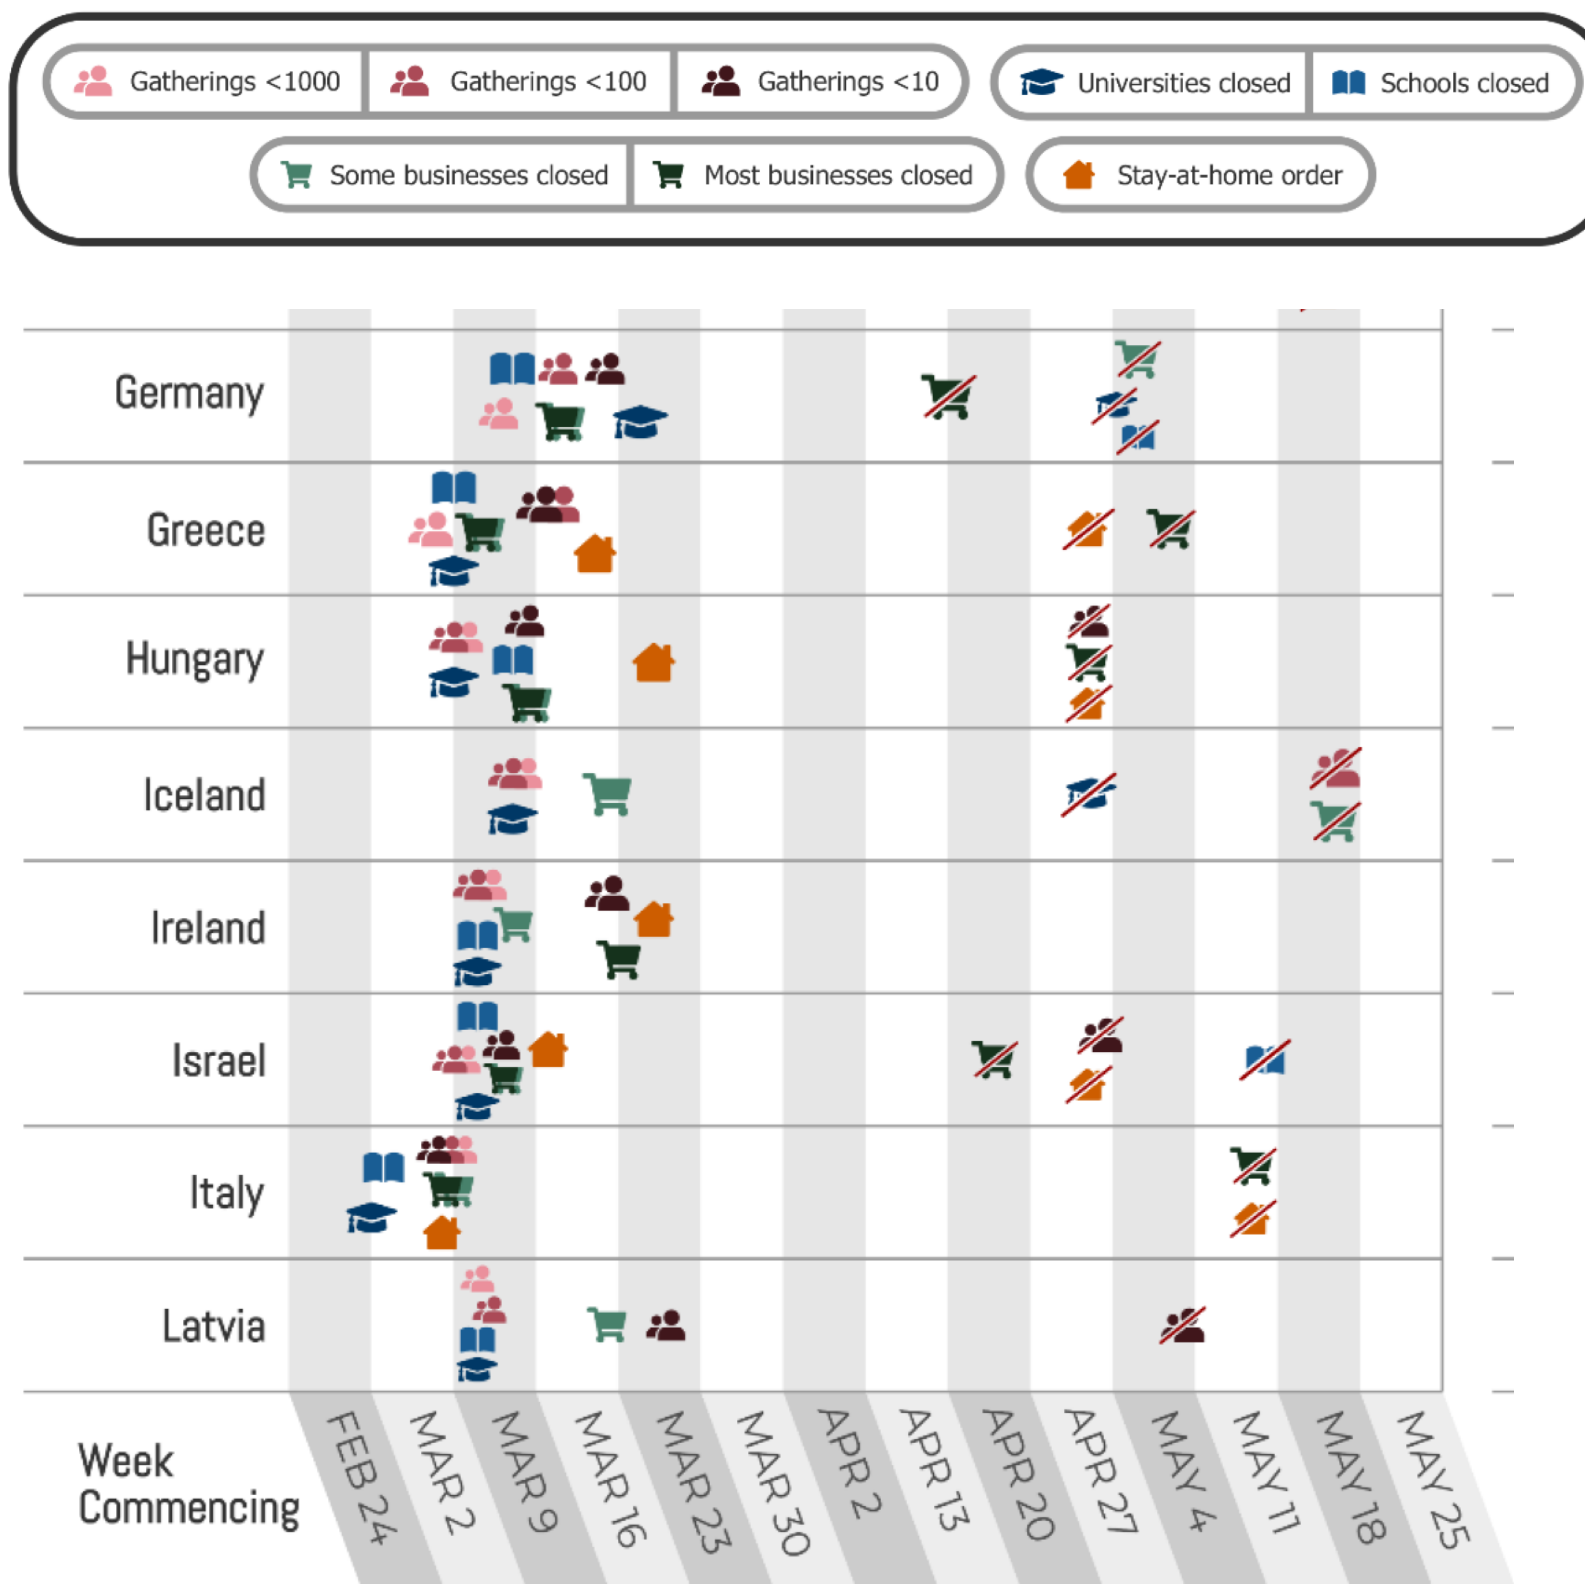 Gatherings <1000
Gatherings <100
Gatherings <10
Universities closed
Schools closed
Some businesses closed
Most businesses closed
Stay-at-home order
Germany
Greece
Hungary
Iceland
Ireland
Israel
Italy
Latvia
Week
Commencing
FEB 24
MAR 2
MAR 9
MAR 16
MAR 23
MAR 30
APR 2
APR 13
APR 20
APR 27
MAY 4
MAY 11
MAY 18
MAY 25